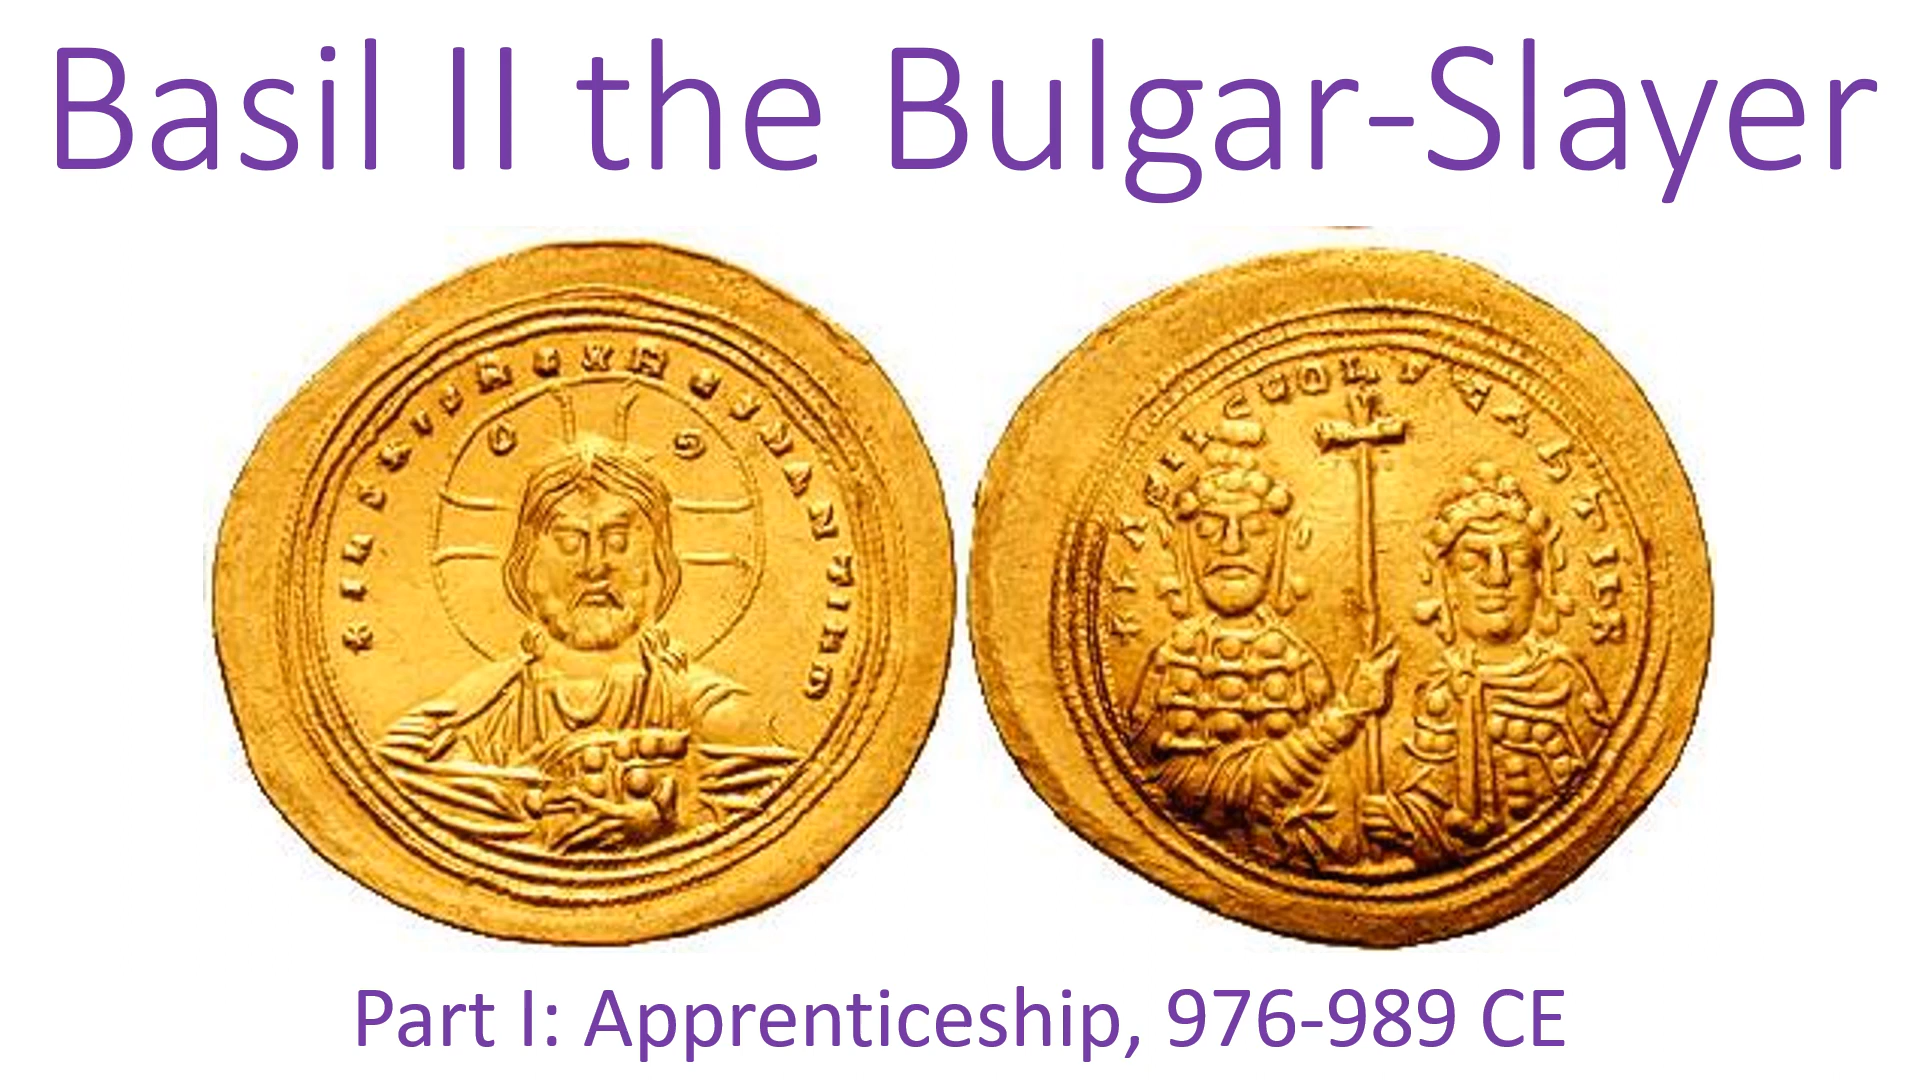 Basil II the Bulgar-Slayer
Part I: Apprenticeship, 976-989 CE